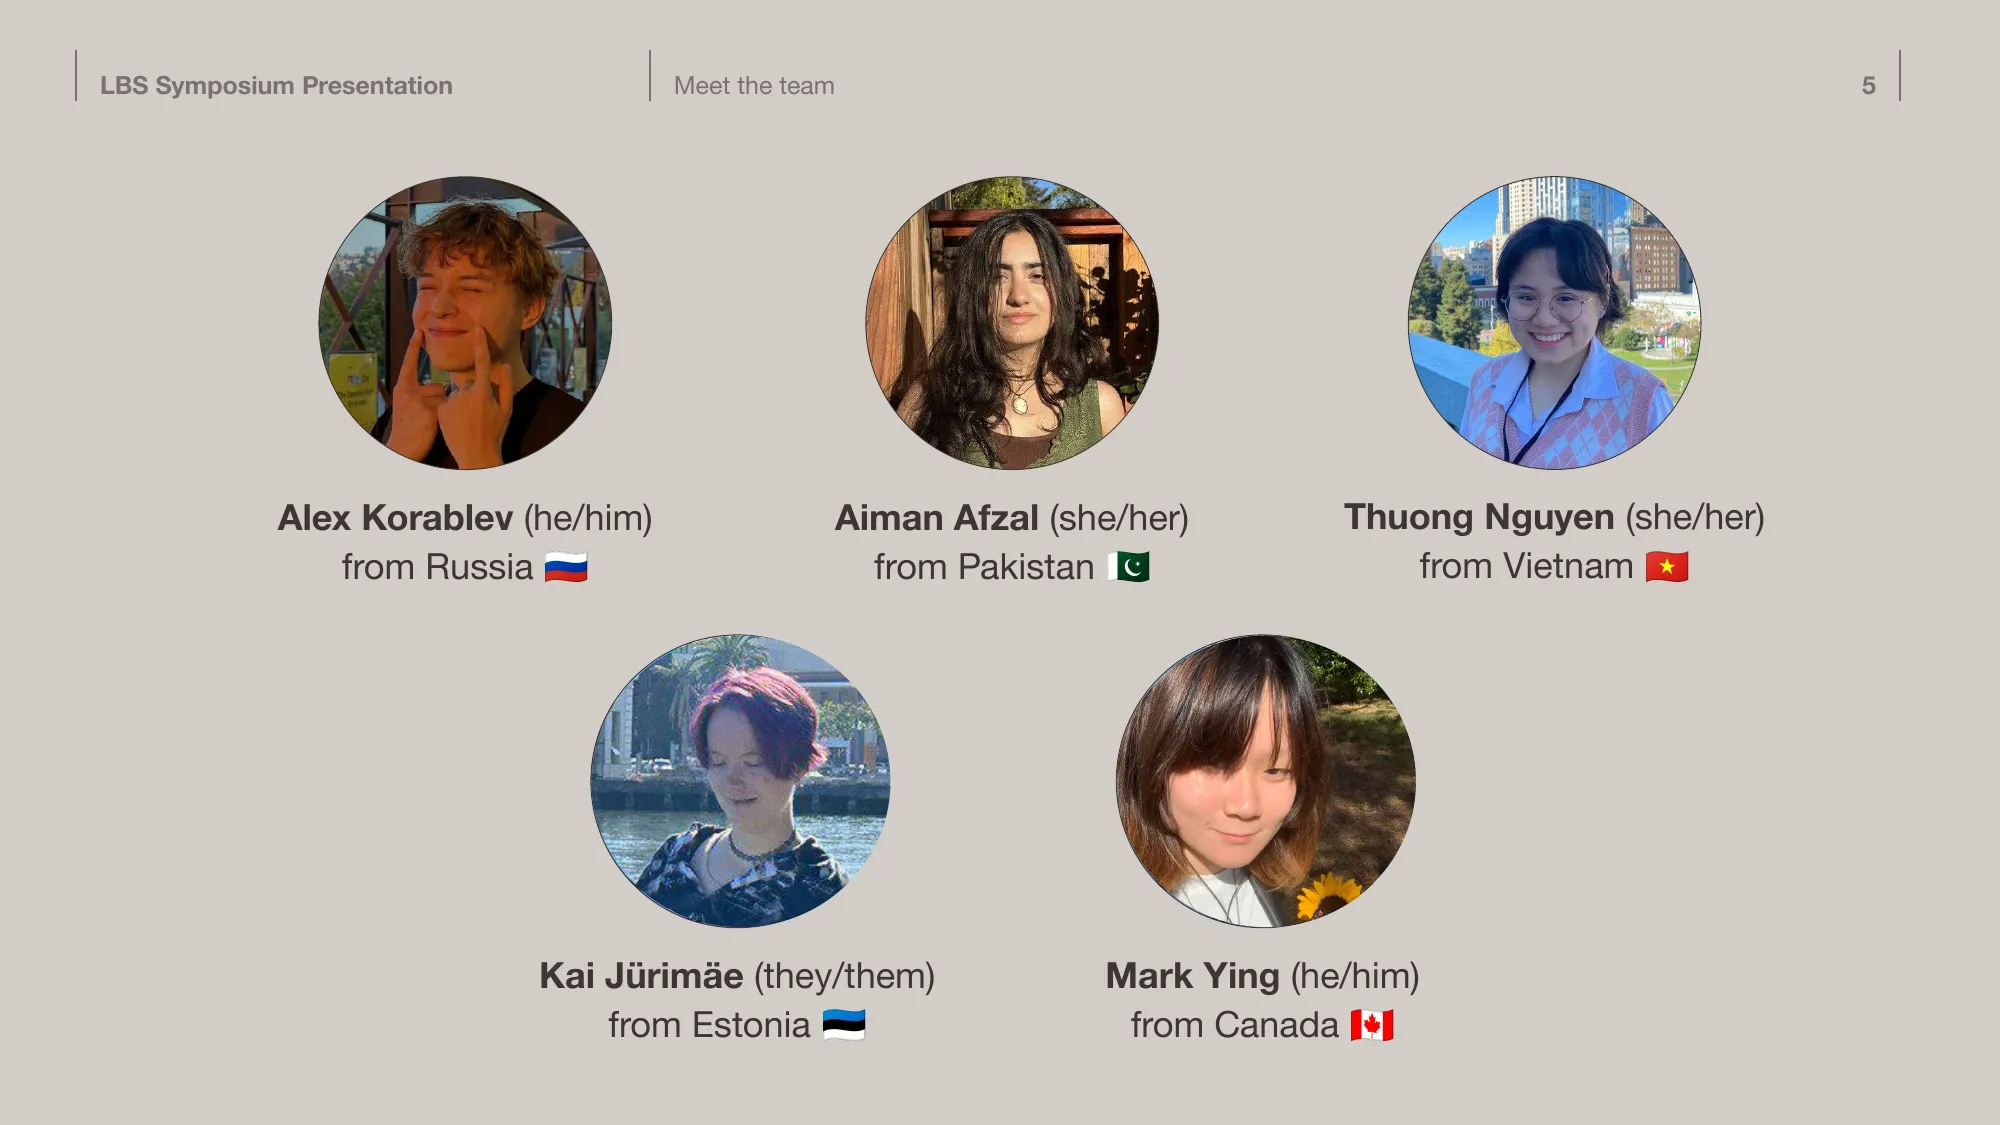 LBS Symposium Presentation
Meet the team
5
Alex Korablev (he/him)
from Russia 🇷🇺
Aiman Afzal (she/her)
from Pakistan 🇵🇰
Thuong Nguyen (she/her)
from Vietnam 🇻🇳
Kai Jürimäe (they/them)
from Estonia 🇪🇪
Mark Ying (he/him)
from Canada 🇨🇦